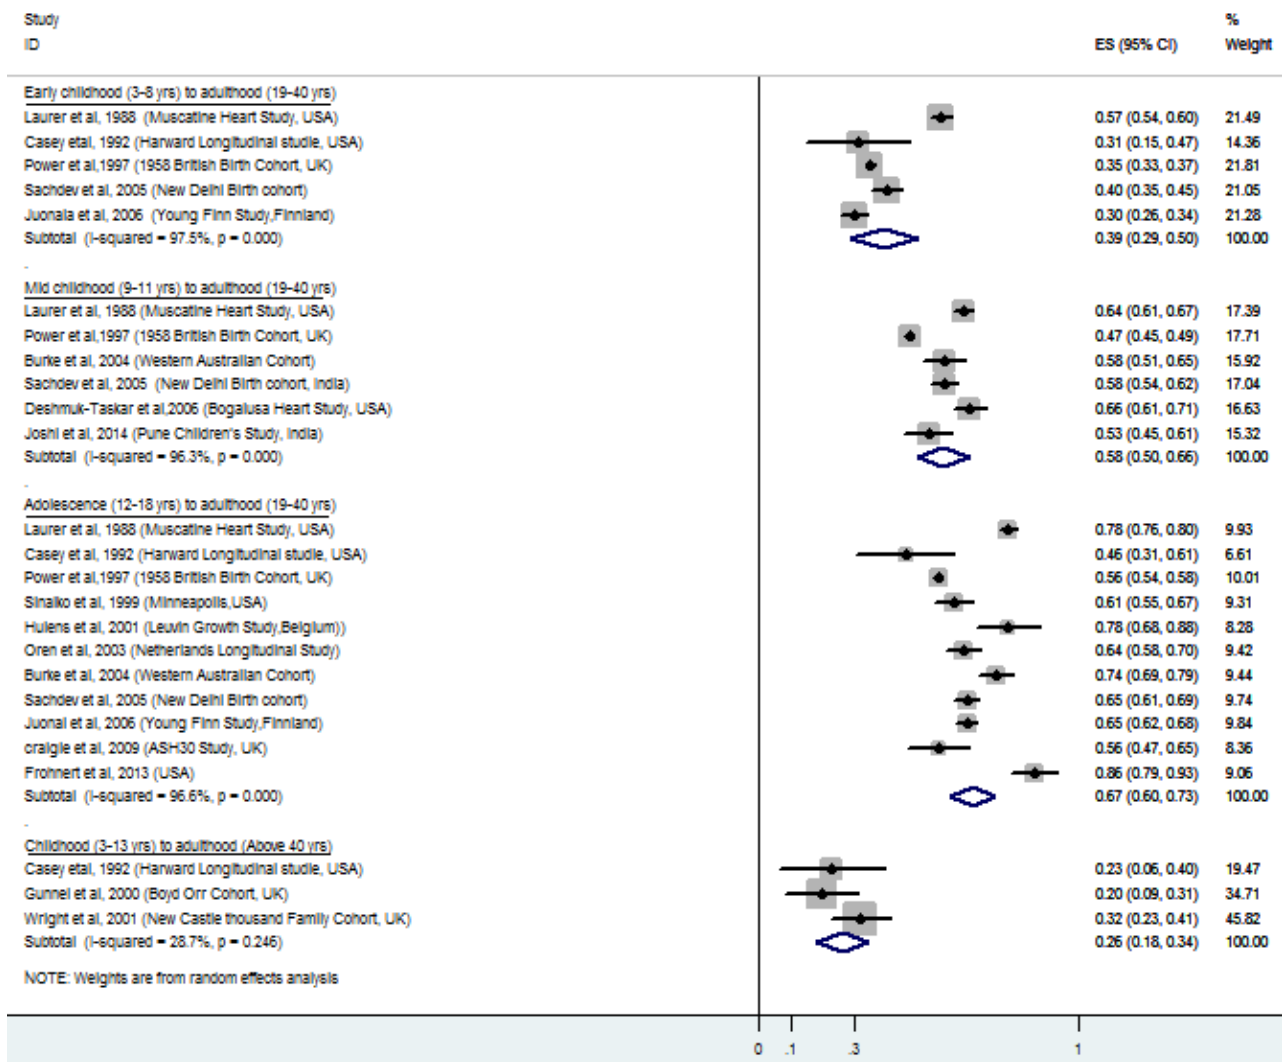 Study %
ID ES (95% CI) Weight
Early childhood (3-8 yrs) to adulthood (19-40 yrs)
Laurer et al, 1988 (Muscatine Heart Study, USA) 0.57 (0.54, 0.60) 21.49
Casey etal, 1992 (Harward Longitudinal studie, USA) 0.31 (0.15, 0.47) 14.36
Power et al,1997 (1958 British Birth Cohort, UK) 0.35 (0.33, 0.37) 21.81
Sachdev et al, 2005 (New Delhi Birth cohort) 0.40 (0.35, 0.45) 21.05
Juonala et al, 2006 (Young Finn Study,Finnland) 0.30 (0.26, 0.34) 21.28
Subtotal (I-squared = 97.5%, p = 0.000) 0.39 (0.29, 0.50) 100.00
.
Mid childhood (9-11 yrs) to adulthood (19-40 yrs)
Laurer et al, 1988 (Muscatine Heart Study, USA) 0.64 (0.61, 0.67) 17.39
Power et al,1997 (1958 British Birth Cohort, UK) 0.47 (0.45, 0.49) 17.71
Burke et al, 2004 (Western Australian Cohort) 0.58 (0.51, 0.65) 15.92
Sachdev et al, 2005 (New Delhi Birth cohort, India) 0.58 (0.54, 0.62) 17.04
Deshmuk-Taskar et al,2006 (Bogalusa Heart Study, USA) 0.66 (0.61, 0.71) 16.63
Joshi et al, 2014 (Pune Children's Study, India) 0.53 (0.45, 0.61) 15.32
Subtotal (I-squared = 96.3%, p = 0.000) 0.58 (0.50, 0.66) 100.00
.
Adolescence (12-18 yrs) to adulthood (19-40 yrs)
Laurer et al, 1988 (Muscatine Heart Study, USA) 0.78 (0.76, 0.80) 9.93
Casey et al, 1992 (Harward Longitudinal studie, USA) 0.46 (0.31, 0.61) 6.61
Power et al,1997 (1958 British Birth Cohort, UK) 0.56 (0.54, 0.58) 10.01
Sinaiko et al, 1999 (Minneapolis,USA) 0.61 (0.55, 0.67) 9.31
Hulens et al, 2001 (Leuvin Growth Study,Belgium)) 0.78 (0.68, 0.88) 8.28
Oren et al, 2003 (Netherlands Longitudinal Study) 0.64 (0.58, 0.70) 9.42
Burke et al, 2004 (Western Australian Cohort) 0.74 (0.69, 0.79) 9.44
Sachdev et al, 2005 (New Delhi Birth cohort) 0.65 (0.61, 0.69) 9.74
Juonal et al, 2006 (Young Finn Study,Finnland) 0.65 (0.62, 0.68) 9.84
craigie et al, 2009 (ASH30 Study, UK) 0.56 (0.47, 0.65) 8.36
Frohnert et al, 2013 (USA) 0.86 (0.79, 0.93) 9.06
Subtotal (I-squared = 96.6%, p = 0.000) 0.67 (0.60, 0.73) 100.00
.
Childhood (3-13 yrs) to adulthood (Above 40 yrs)
Casey etal, 1992 (Harward Longitudinal studie, USA) 0.23 (0.06, 0.40) 19.47
Gunnel et al, 2000 (Boyd Orr Cohort, UK) 0.20 (0.09, 0.31) 34.71
Wright et al, 2001 (New Castle thousand Family Cohort, UK) 0.32 (0.23, 0.41) 45.82
Subtotal (I-squared = 28.7%, p = 0.246) 0.26 (0.18, 0.34) 100.00
NOTE: Weights are from random effects analysis
0 .1 .3 1